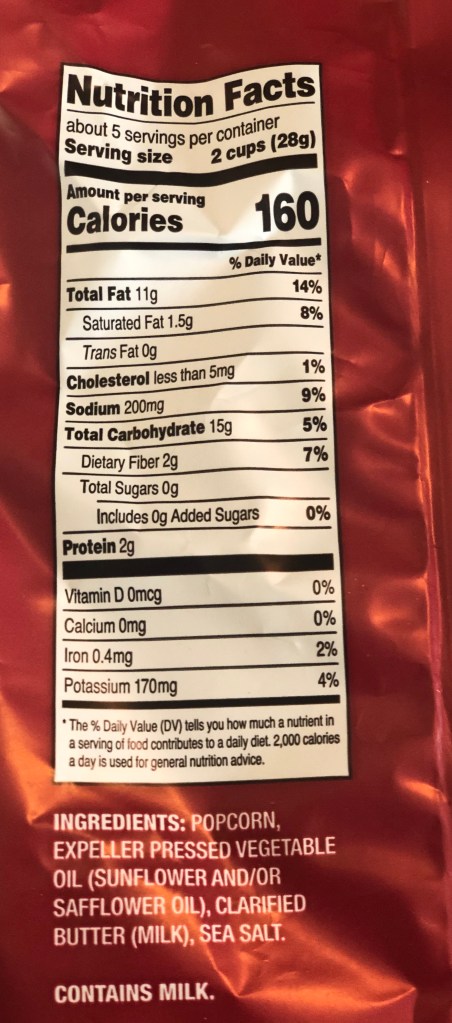 Nutrition Facts
about 5 servings per container
Serving size 2 cups (28g)
Amount per serving
Calories 160
% Daily Value*
Total Fat 11g 14%
Saturated Fat 1.5g 8%
Trans Fat 0g
Cholesterol less than 5mg 1%
Sodium 200mg 9%
Total Carbohydrate 15g 5%
Dietary Fiber 2g 7%
Total Sugars 0g
Includes 0g Added Sugars 0%
Protein 2g
Vitamin D 0mcg 0%
Calcium 0mg 0%
Iron 0.4mg 2%
Potassium 170mg 4%
* The % Daily Value (DV) tells you how much a nutrient in
a serving of food contributes to a daily diet. 2,000 calories
a day is used for general nutrition advice.
INGREDIENTS: POPCORN,
EXPELLER PRESSED VEGETABLE
OIL (SUNFLOWER AND/OR
SAFFLOWER OIL), CLARIFIED
BUTTER (MILK), SEA SALT.
CONTAINS MILK.